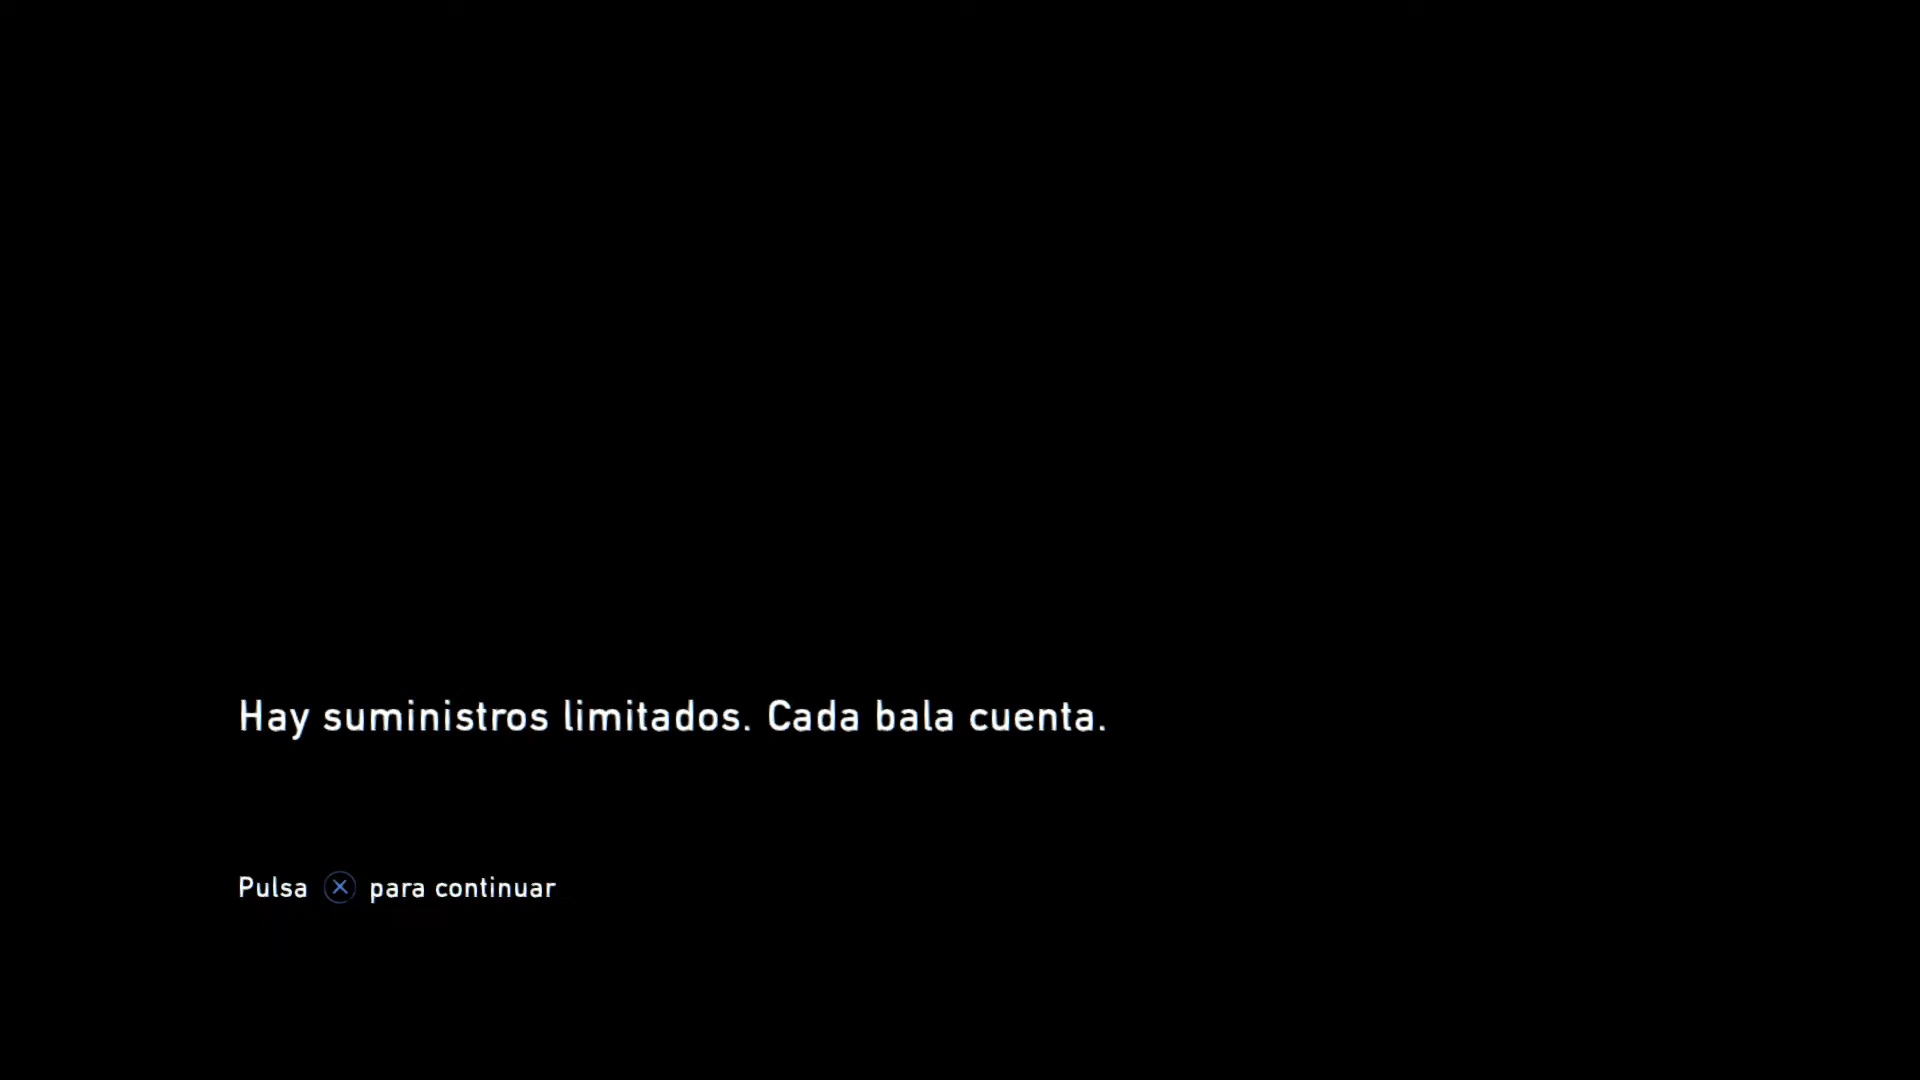 Hay suministros limitados. Cada bala cuenta.
Pulsa ⓧ para continuar